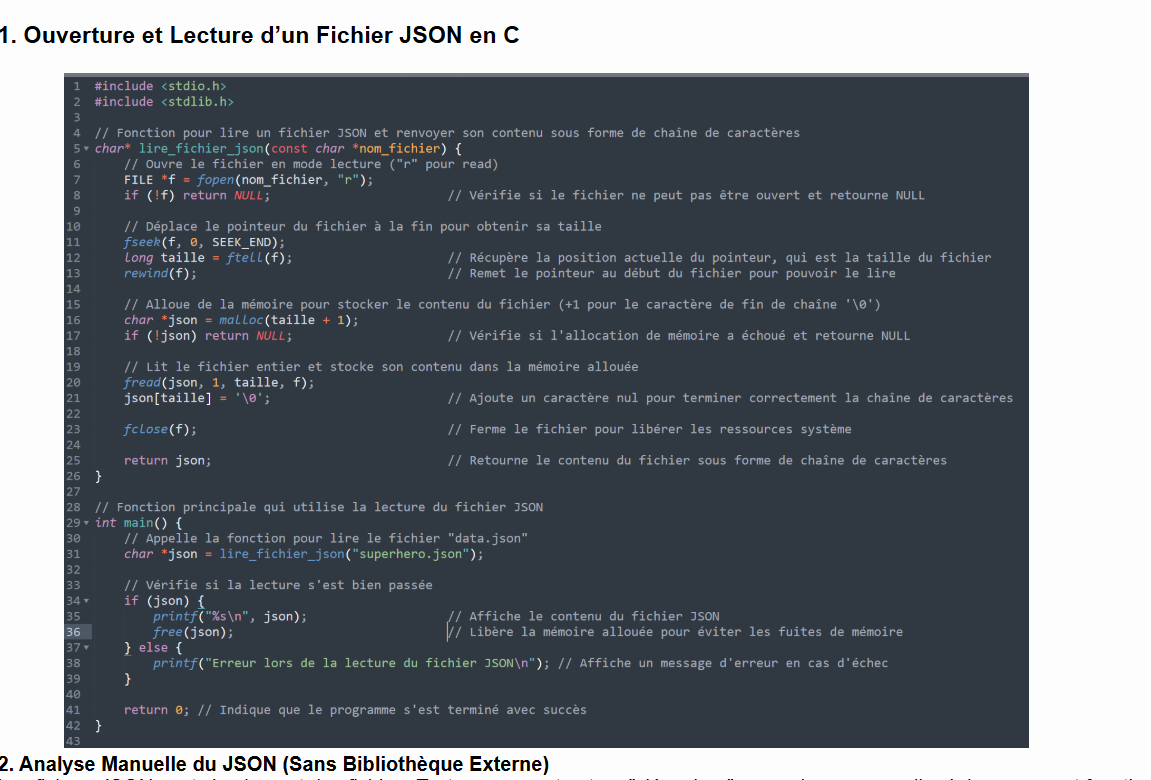 1. Ouverture et Lecture d’un Fichier JSON en C
1 #include <stdio.h>
2 #include <stdlib.h>
3
4 // Fonction pour lire un fichier JSON et renvoyer son contenu sous forme de chaîne de caractères
5 char* lire_fichier_json(const char *nom_fichier) {
6 // Ouvre le fichier en mode lecture ("r" pour read)
7 FILE *f = fopen(nom_fichier, "r");
8 if (!f) return NULL; // Vérifie si le fichier ne peut pas être ouvert et retourne NULL
9
10 // Déplace le pointeur du fichier à la fin pour obtenir sa taille
11 fseek(f, 0, SEEK_END);
12 long taille = ftell(f); // Récupère la position actuelle du pointeur, qui est la taille du fichier
13 rewind(f); // Remet le pointeur au début du fichier pour pouvoir le lire
14
15 // Alloue de la mémoire pour stocker le contenu du fichier (+1 pour le caractère de fin de chaîne '\0')
16 char *json = malloc(taille + 1);
17 if (!json) return NULL; // Vérifie si l'allocation de mémoire a échoué et retourne NULL
18
19 // Lit le fichier entier et stocke son contenu dans la mémoire allouée
20 fread(json, 1, taille, f);
21 json[taille] = '\0'; // Ajoute un caractère nul pour terminer correctement la chaîne de caractères
22
23 fclose(f); // Ferme le fichier pour libérer les ressources système
24
25 return json; // Retourne le contenu du fichier sous forme de chaîne de caractères
26 }
27
28 // Fonction principale qui utilise la lecture du fichier JSON
29 int main() {
30 // Appelle la fonction pour lire le fichier "data.json"
31 char *json = lire_fichier_json("superhero.json");
32
33 // Vérifie si la lecture s'est bien passée
34 if (json) {
35 printf("%s\n", json); // Affiche le contenu du fichier JSON
36 free(json); // Libère la mémoire allouée pour éviter les fuites de mémoire
37 } else {
38 printf("Erreur lors de la lecture du fichier JSON\n"); // Affiche un message d'erreur en cas d'échec
39 }
40
41 return 0; // Indique que le programme s'est terminé avec succès
42 }
43
2. Analyse Manuelle du JSON (Sans Bibliothèque Externe)